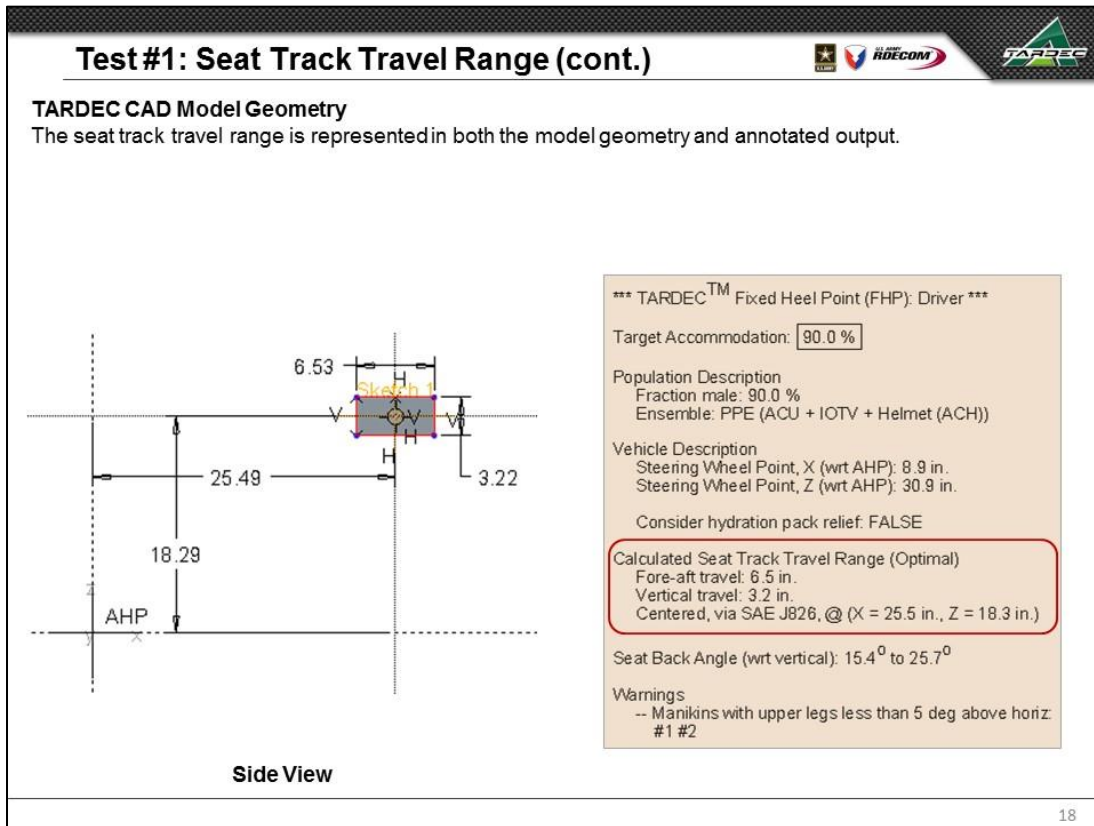 Test #1: Seat Track Travel Range (cont.)
U.S. ARMY
U.S. ARMY
RDECOM
TARDEC
TARDEC CAD Model Geometry
The seat track travel range is represented in both the model geometry and annotated output.
6.53
H
Sketch 1
V
V
V
H
H
25.49
3.22
18.29
z
AHP
y
x
Side View
*** TARDEC™ Fixed Heel Point (FHP): Driver ***
Target Accommodation: 90.0 %
Population Description
Fraction male: 90.0 %
Ensemble: PPE (ACU + IOTV + Helmet (ACH))
Vehicle Description
Steering Wheel Point, X (wrt AHP): 8.9 in.
Steering Wheel Point, Z (wrt AHP): 30.9 in.
Consider hydration pack relief: FALSE
Calculated Seat Track Travel Range (Optimal)
Fore-aft travel: 6.5 in.
Vertical travel: 3.2 in.
Centered, via SAE J826, @ (X = 25.5 in., Z = 18.3 in.)
Seat Back Angle (wrt vertical): 15.4° to 25.7°
Warnings
-- Manikins with upper legs less than 5 deg above horiz:
#1 #2
18